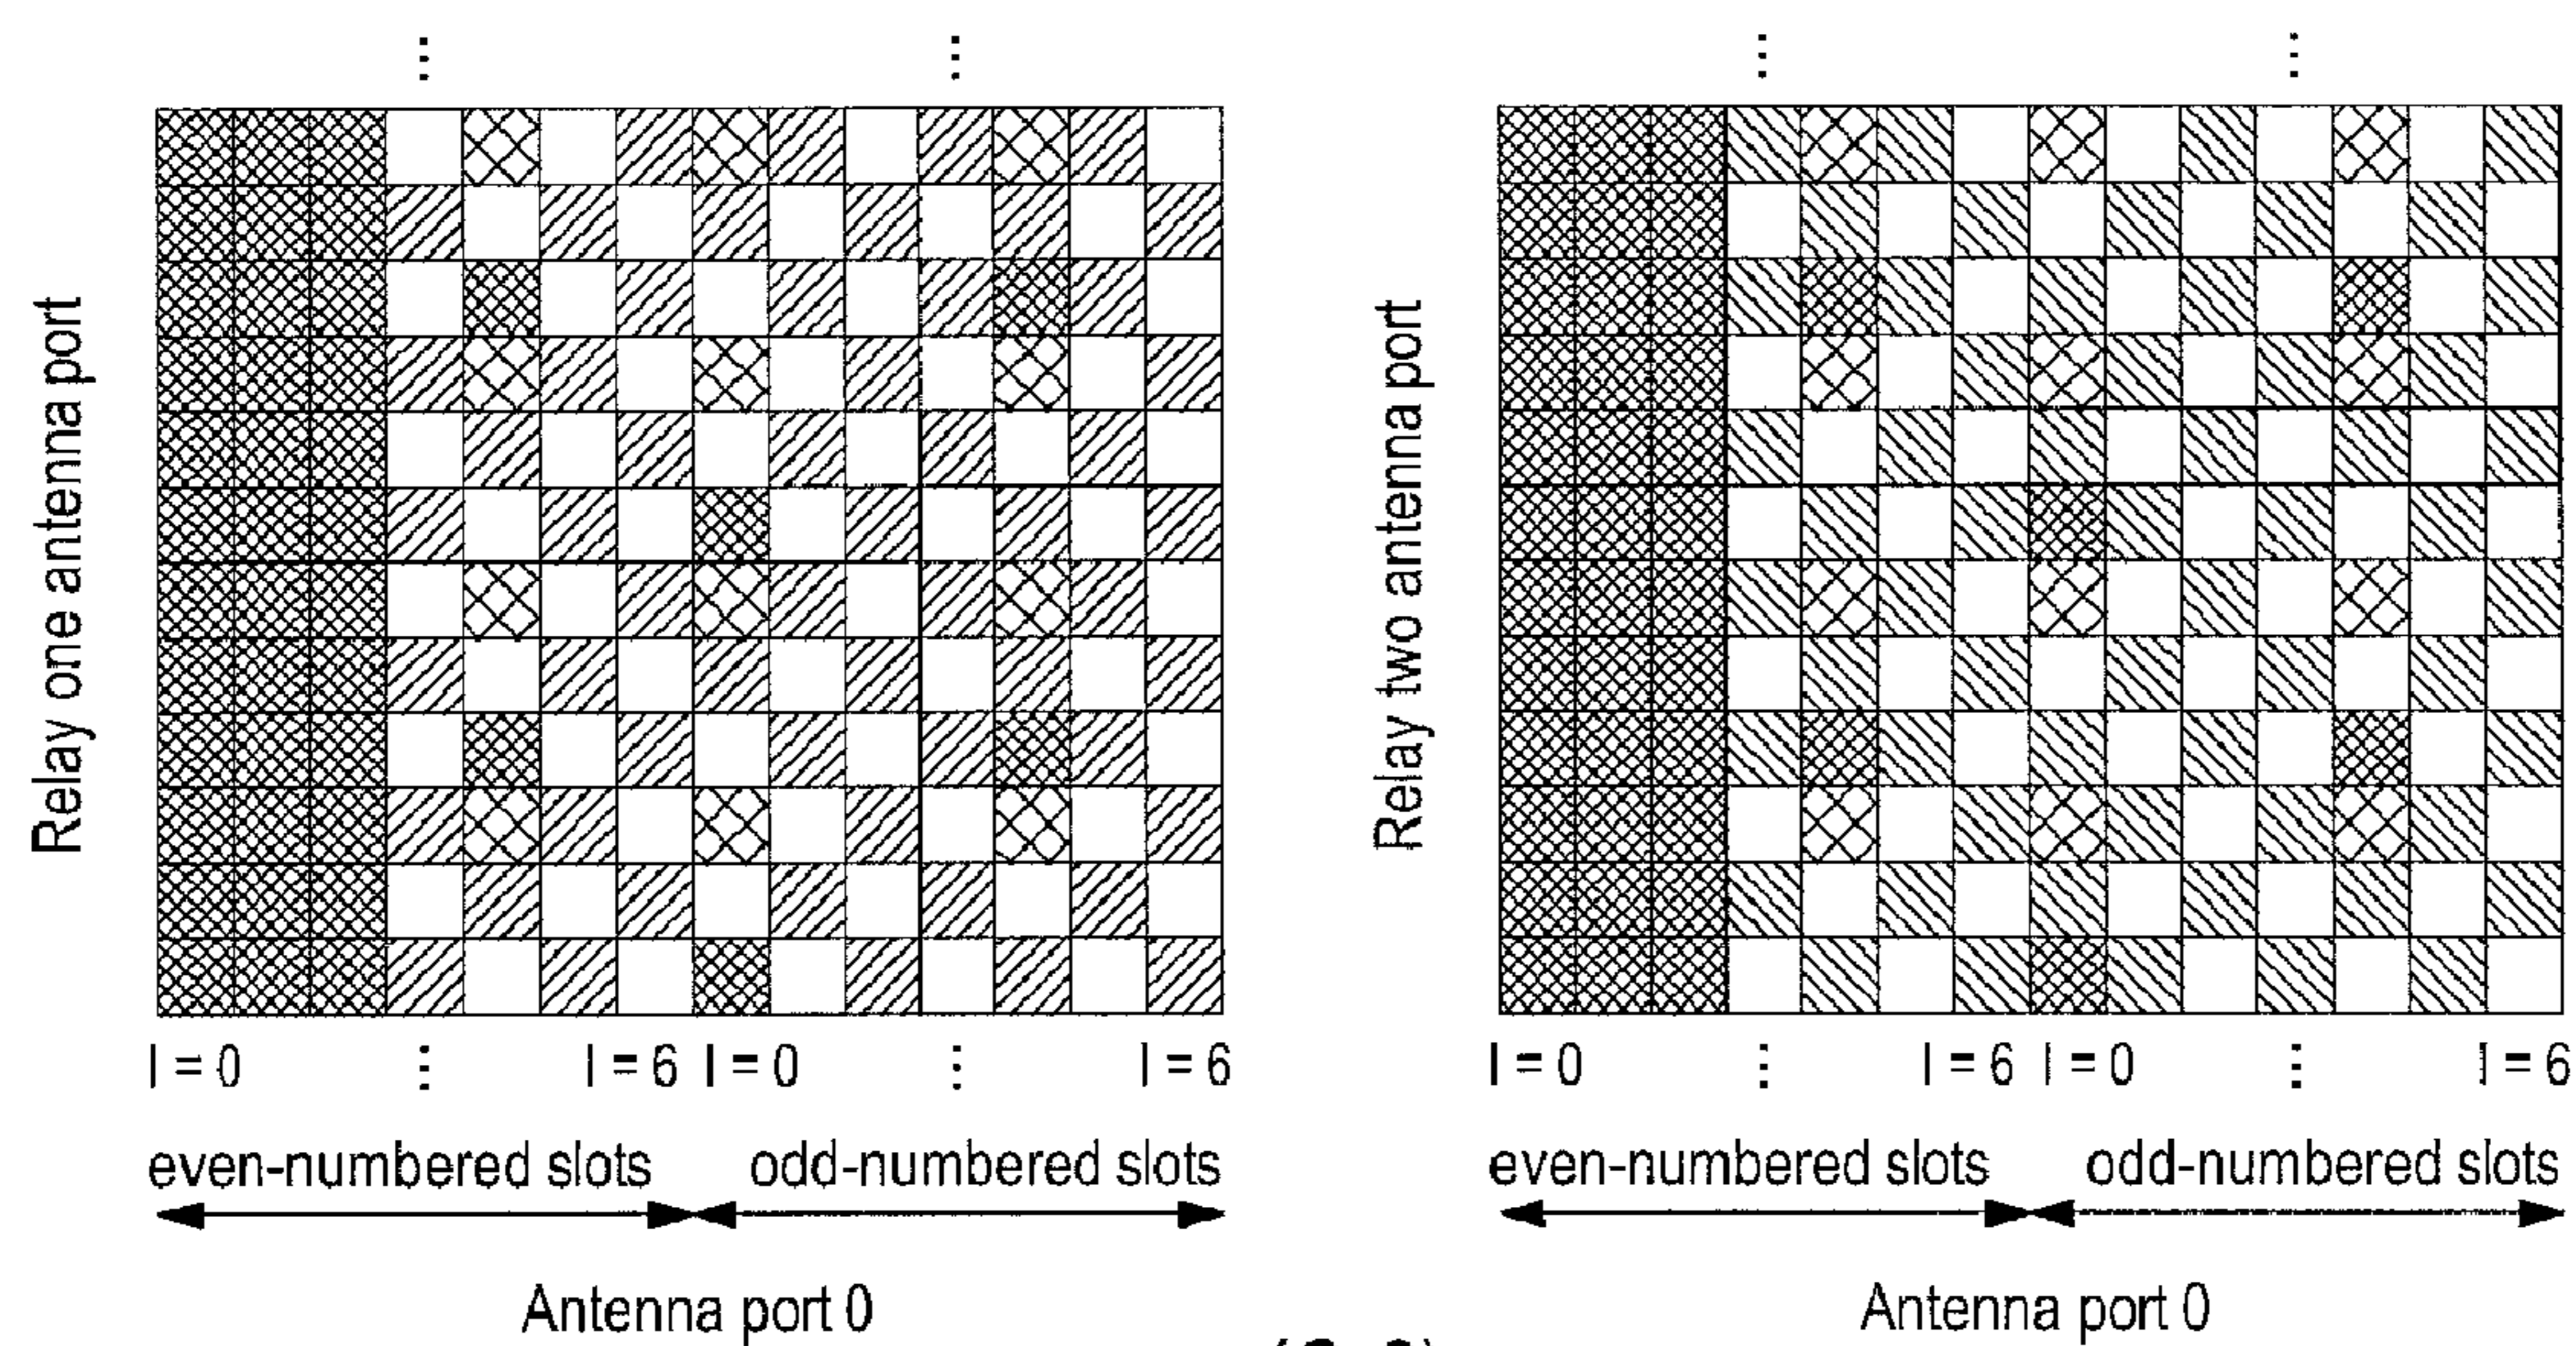 Relay one antenna port
l = 0 ⋮ l = 6 l = 0 ⋮ l = 6
even-numbered slots odd-numbered slots
Antenna port 0
Relay two antenna port
l = 0 ⋮ l = 6 l = 0 ⋮ l = 6
even-numbered slots odd-numbered slots
Antenna port 0